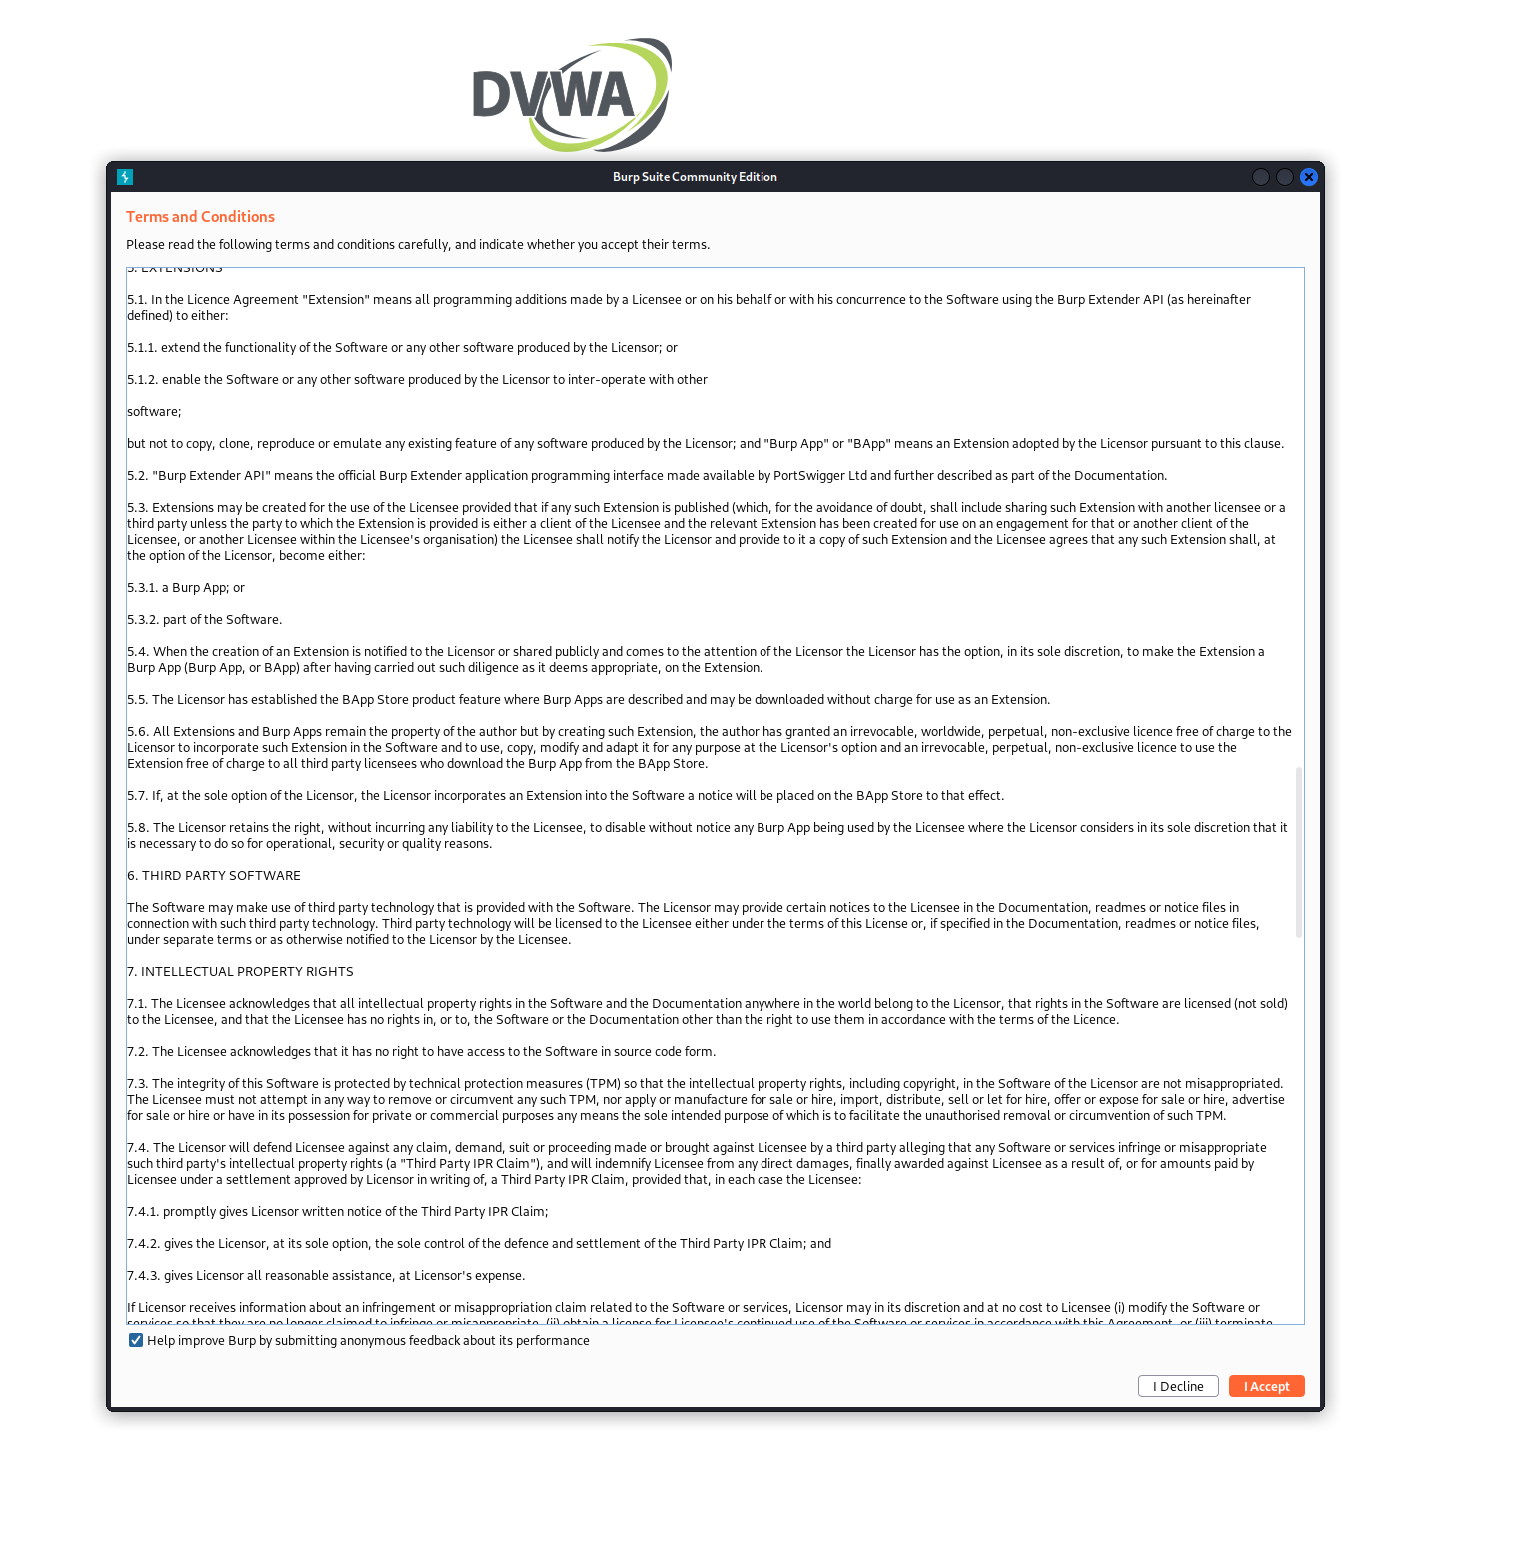 DVWA
Burp Suite Community Edition
Terms and Conditions
Please read the following terms and conditions carefully, and indicate whether you accept their terms.
5. EXTENSIONS
5.1. In the Licence Agreement "Extension" means all programming additions made by a Licensee or on his behalf or with his concurrence to the Software using the Burp Extender API (as hereinafter
defined) to either:
5.1.1. extend the functionality of the Software or any other software produced by the Licensor; or
5.1.2. enable the Software or any other software produced by the Licensor to inter-operate with other
software;
but not to copy, clone, reproduce or emulate any existing feature of any software produced by the Licensor; and "Burp App" or "BApp" means an Extension adopted by the Licensor pursuant to this clause.
5.2. "Burp Extender API" means the official Burp Extender application programming interface made available by PortSwigger Ltd and further described as part of the Documentation.
5.3. Extensions may be created for the use of the Licensee provided that if any such Extension is published (which, for the avoidance of doubt, shall include sharing such Extension with another licensee or a
third party unless the party to which the Extension is provided is either a client of the Licensee and the relevant Extension has been created for use on an engagement for that or another client of the
Licensee, or another Licensee within the Licensee's organisation) the Licensee shall notify the Licensor and provide to it a copy of such Extension and the Licensee agrees that any such Extension shall, at
the option of the Licensor, become either:
5.3.1. a Burp App; or
5.3.2. part of the Software.
5.4. When the creation of an Extension is notified to the Licensor or shared publicly and comes to the attention of the Licensor the Licensor has the option, in its sole discretion, to make the Extension a
Burp App (Burp App, or BApp) after having carried out such diligence as it deems appropriate, on the Extension.
5.5. The Licensor has established the BApp Store product feature where Burp Apps are described and may be downloaded without charge for use as an Extension.
5.6. All Extensions and Burp Apps remain the property of the author but by creating such Extension, the author has granted an irrevocable, worldwide, perpetual, non-exclusive licence free of charge to the
Licensor to incorporate such Extension in the Software and to use, copy, modify and adapt it for any purpose at the Licensor's option and an irrevocable, perpetual, non-exclusive licence to use the
Extension free of charge to all third party licensees who download the Burp App from the BApp Store.
5.7. If, at the sole option of the Licensor, the Licensor incorporates an Extension into the Software a notice will be placed on the BApp Store to that effect.
5.8. The Licensor retains the right, without incurring any liability to the Licensee, to disable without notice any Burp App being used by the Licensee where the Licensor considers in its sole discretion that it
is necessary to do so for operational, security or quality reasons.
6. THIRD PARTY SOFTWARE
The Software may make use of third party technology that is provided with the Software. The Licensor may provide certain notices to the Licensee in the Documentation, readmes or notice files in
connection with such third party technology. Third party technology will be licensed to the Licensee either under the terms of this License or, if specified in the Documentation, readmes or notice files,
under separate terms or as otherwise notified to the Licensor by the Licensee.
7. INTELLECTUAL PROPERTY RIGHTS
7.1. The Licensee acknowledges that all intellectual property rights in the Software and the Documentation anywhere in the world belong to the Licensor, that rights in the Software are licensed (not sold)
to the Licensee, and that the Licensee has no rights in, or to, the Software or the Documentation other than the right to use them in accordance with the terms of the Licence.
7.2. The Licensee acknowledges that it has no right to have access to the Software in source code form.
7.3. The integrity of this Software is protected by technical protection measures (TPM) so that the intellectual property rights, including copyright, in the Software of the Licensor are not misappropriated.
The Licensee must not attempt in any way to remove or circumvent any such TPM, nor apply or manufacture for sale or hire, import, distribute, sell or let for hire, offer or expose for sale or hire, advertise
for sale or hire or have in its possession for private or commercial purposes any means the sole intended purpose of which is to facilitate the unauthorised removal or circumvention of such TPM.
7.4. The Licensor will defend Licensee against any claim, demand, suit or proceeding made or brought against Licensee by a third party alleging that any Software or services infringe or misappropriate
such third party's intellectual property rights (a "Third Party IPR Claim"), and will indemnify Licensee from any direct damages, finally awarded against Licensee as a result of, or for amounts paid by
Licensee under a settlement approved by Licensor in writing of, a Third Party IPR Claim, provided that, in each case the Licensee:
7.4.1. promptly gives Licensor written notice of the Third Party IPR Claim;
7.4.2. gives the Licensor, at its sole option, the sole control of the defence and settlement of the Third Party IPR Claim; and
7.4.3. gives Licensor all reasonable assistance, at Licensor's expense.
If Licensor receives information about an infringement or misappropriation claim related to the Software or services, Licensor may in its discretion and at no cost to Licensee (i) modify the Software or
services so that they are no longer claimed to infringe or misappropriate, (ii) obtain a license for Licensee's continued use of the Software or services in accordance with this Agreement, or (iii) terminate
Help improve Burp by submitting anonymous feedback about its performance
I Decline
I Accept